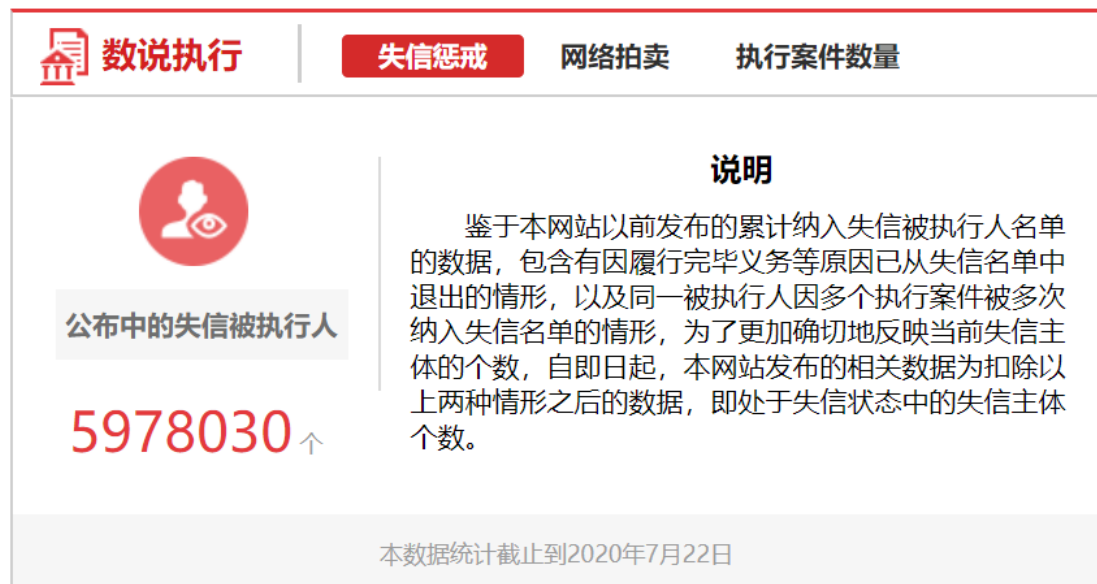 数说执行
失信惩戒
网络拍卖
执行案件数量
公布中的失信被执行人
5978030个
说明
鉴于本网站以前发布的累计纳入失信被执行人名单
的数据，包含有因履行完毕义务等原因已从失信名单中
退出的情形，以及同一被执行人因多个执行案件被多次
纳入失信名单的情形，为了更加确切地反映当前失信主
体的个数，自即日起，本网站发布的相关数据为扣除以
上两种情形之后的数据，即处于失信状态中的失信主体
个数。
本数据统计截止到2020年7月22日